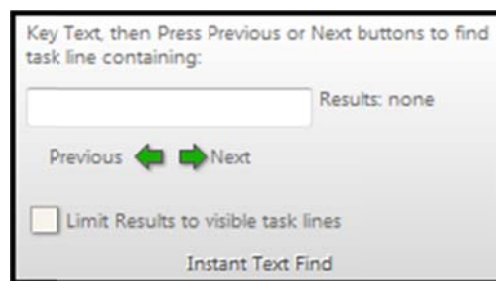 Key Text, then Press Previous or Next buttons to find
task line containing:
Results: none
Previous Next
Limit Results to visible task lines
Instant Text Find